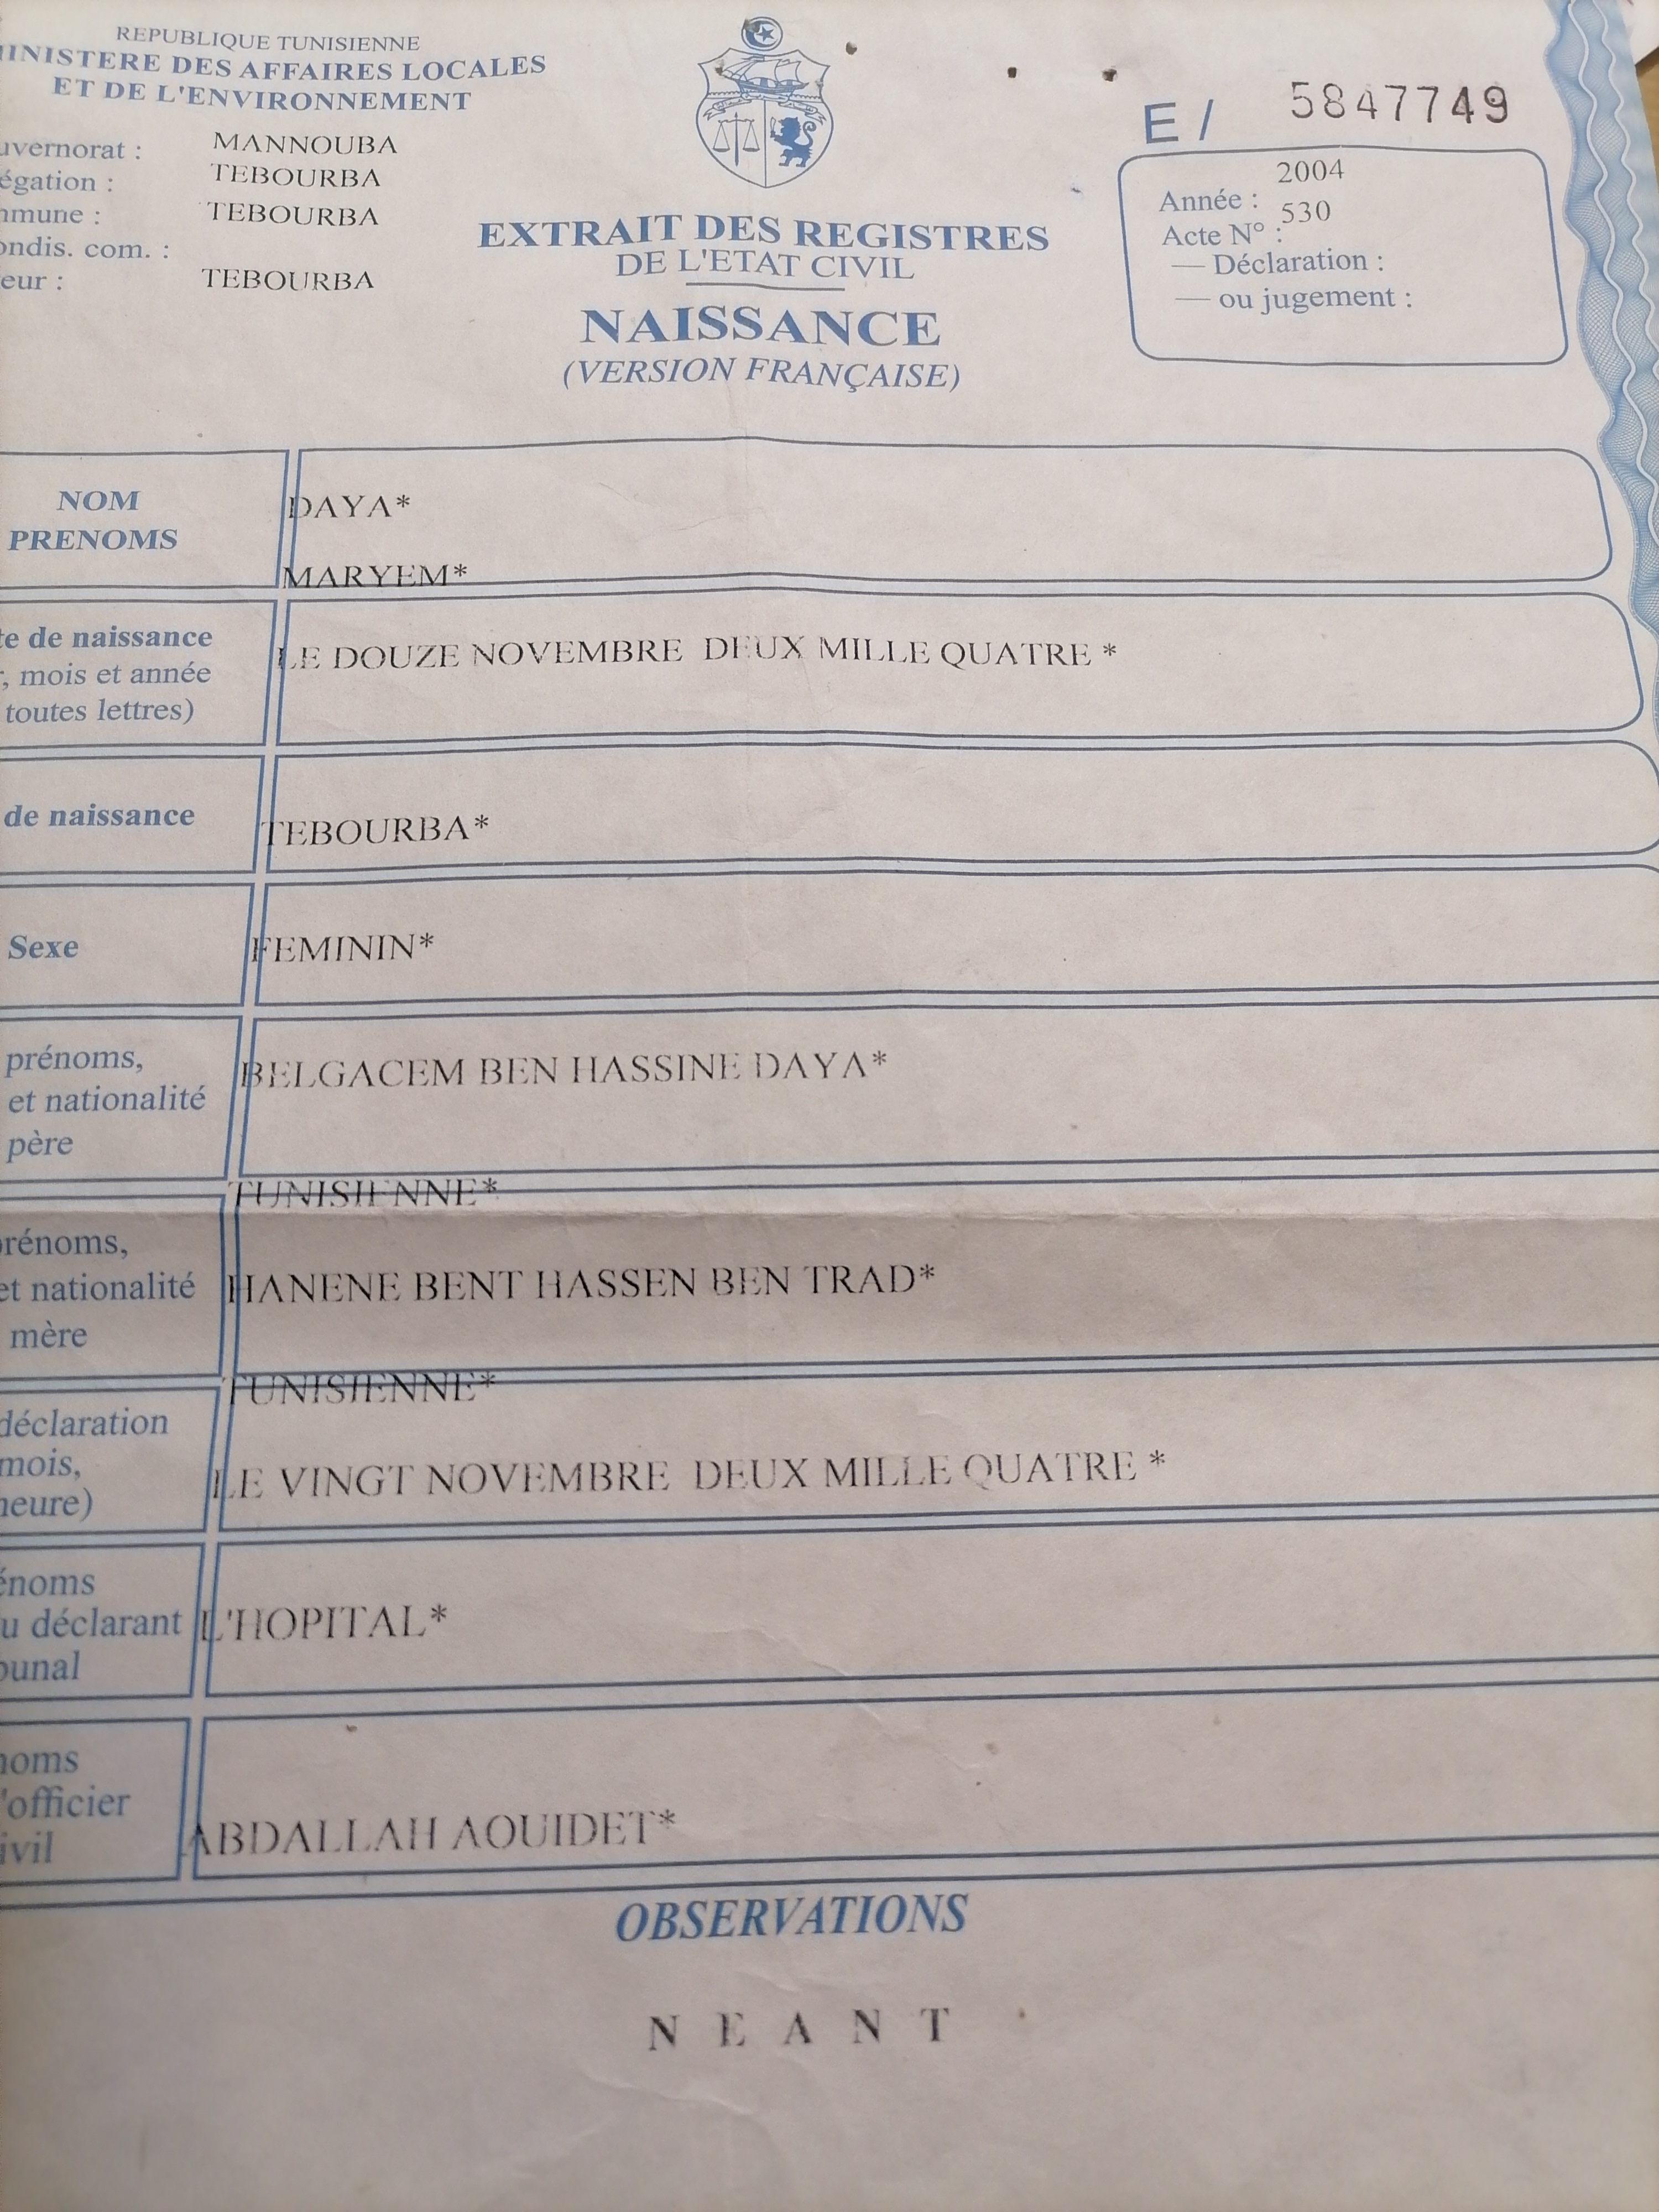 REPUBLIQUE TUNISIENNE
MINISTERE DES AFFAIRES LOCALES
ET DE L'ENVIRONNEMENT
uvernorat : MANNOUBA
égation : TEBOURBA
mmune : TEBOURBA
ondis. com. :
eur : TEBOURBA
EXTRAIT DES REGISTRES
DE L'ETAT CIVIL
NAISSANCE
(VERSION FRANÇAISE)
E / 5847749
Année : 2004
Acte N° : 530
— Déclaration :
— ou jugement :
NOM DAYA*
PRENOMS MARYEM*
te de naissance
r, mois et année
toutes lettres)
LE DOUZE NOVEMBRE DEUX MILLE QUATRE *
de naissance TEBOURBA*
Sexe FEMININ*
prénoms,
et nationalité
père
BELGACEM BEN HASSINE DAYA*
TUNISIENNE*
prénoms,
et nationalité
mère
HANENE BENT HASSEN BEN TRAD*
TUNISIENNE*
déclaration
mois,
heure)
LE VINGT NOVEMBRE DEUX MILLE QUATRE *
énoms
u déclarant
bunal
L'HOPITAL*
noms
l'officier
ivil
ABDALLAH AOUIDET*
OBSERVATIONS
N E A N T